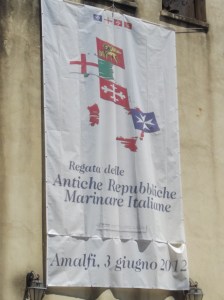 Regata delle
Antiche Repubbliche
Marinare Italiane
Amalfi, 3 giugno 2012